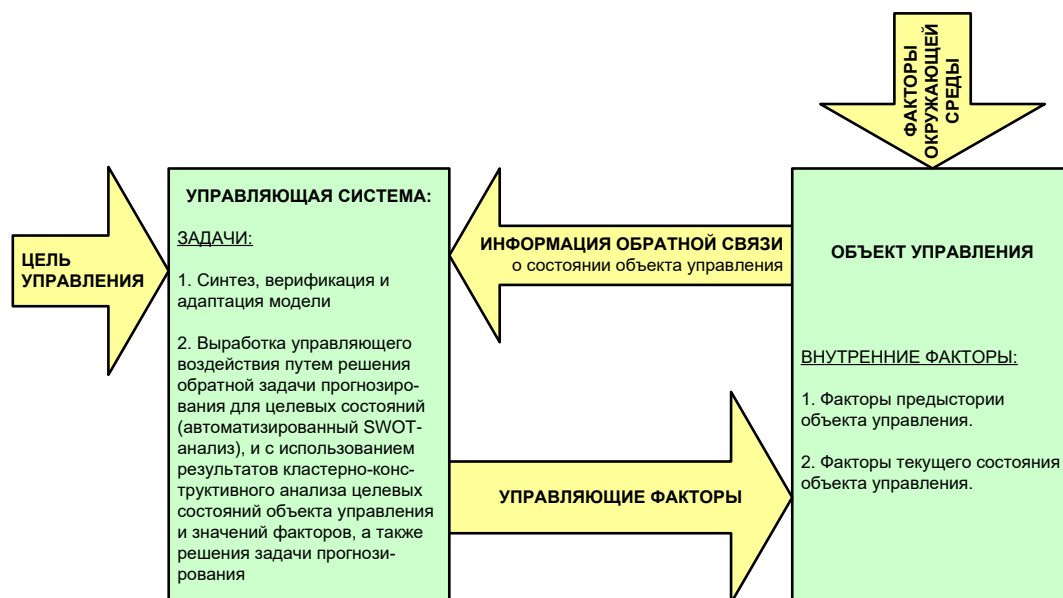 ФАКТОРЫ
ОКРУЖАЮЩЕЙ
СРЕДЫ
ЦЕЛЬ
УПРАВЛЕНИЯ
УПРАВЛЯЮЩАЯ СИСТЕМА:
ЗАДАЧИ:
1. Синтез, верификация и
адаптация модели
2. Выработка управляющего
воздействия путем решения
обратной задачи прогнозиро-
вания для целевых состояний
(автоматизированный SWOT-
анализ), и с использованием
результатов кластерно-конс-
труктивного анализа целевых
состояний объекта управления
и значений факторов, а также
решения задачи прогнози-
рования
ИНФОРМАЦИЯ ОБРАТНОЙ СВЯЗИ
о состоянии объекта управления
УПРАВЛЯЮЩИЕ ФАКТОРЫ
ОБЪЕКТ УПРАВЛЕНИЯ
ВНУТРЕННИЕ ФАКТОРЫ:
1. Факторы предыстории
объекта управления.
2. Факторы текущего состояния
объекта управления.